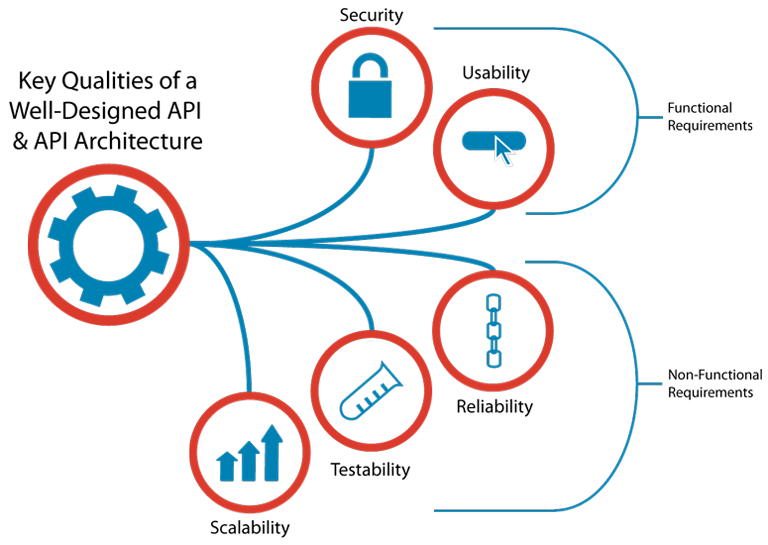 Key Qualities of a
Well-Designed API
& API Architecture
Security
Usability
Functional
Requirements
Reliability
Testability
Scalability
Non-Functional
Requirements